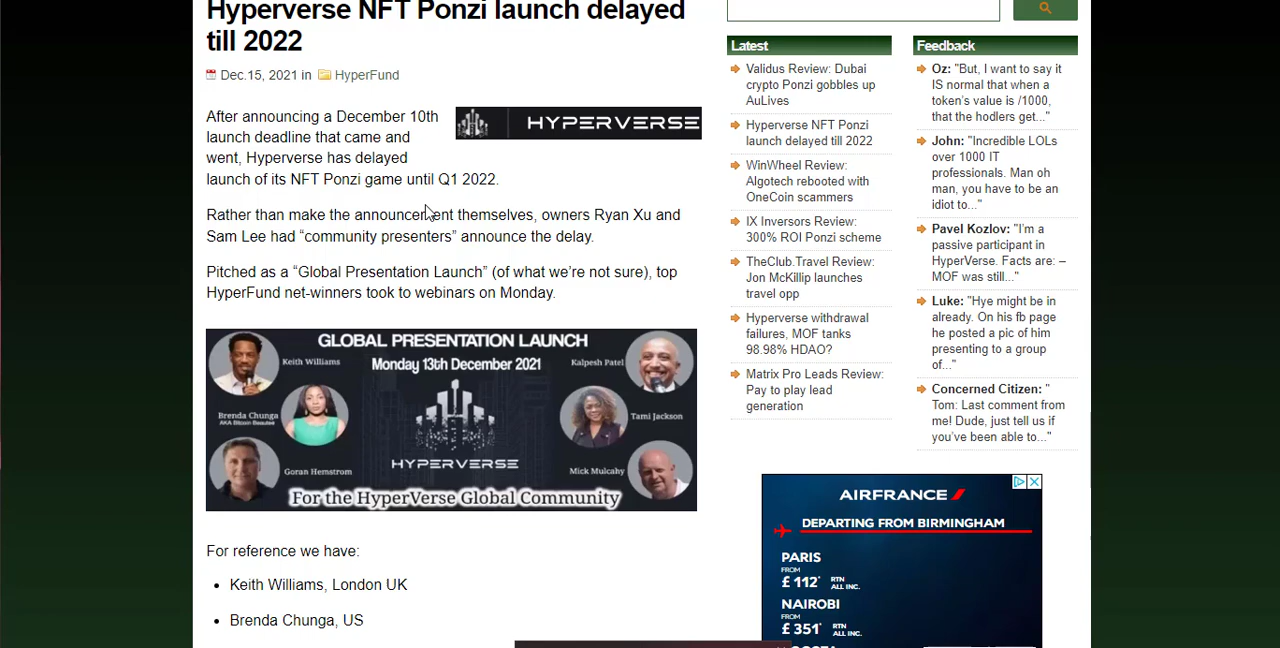 Hyperverse NFT Ponzi launch delayed
till 2022
Dec.15, 2021 in HyperFund
After announcing a December 10th
launch deadline that came and
went, Hyperverse has delayed
launch of its NFT Ponzi game until Q1 2022.
HYPERVERSE
Rather than make the announcement themselves, owners Ryan Xu and
Sam Lee had “community presenters” announce the delay.
Pitched as a “Global Presentation Launch” (of what we’re not sure), top
HyperFund net-winners took to webinars on Monday.
GLOBAL PRESENTATION LAUNCH
Monday 13th December 2021
Keith Williams
Kalpesh Patel
Brenda Chunga
AKA Bitcoin Beautee
Tami Jackson
HYPERVERSE
Goran Hemstrom
Mick Mulcahy
For the HyperVerse Global Community
For reference we have:
• Keith Williams, London UK
• Brenda Chunga, US
Latest
Validus Review: Dubai
crypto Ponzi gobbles up
AuLives
Hyperverse NFT Ponzi
launch delayed till 2022
WinWheel Review:
Algotech rebooted with
OneCoin scammers
IX Inversors Review:
300% ROI Ponzi scheme
TheClub.Travel Review:
Jon McKillip launches
travel opp
Hyperverse withdrawal
failures, MOF tanks
98.98% HDAO?
Matrix Pro Leads Review:
Pay to play lead
generation
Feedback
Oz: "But, I want to say it
IS normal that when a
token’s value is /1000,
that the hodlers get..."
John: "Incredible LOLs
over 1000 IT
professionals. Man oh
man, you have to be an
idiot to..."
Pavel Kozlov: "I’m a
passive participant in
HyperVerse. Facts are: –
MOF was still..."
Luke: "Hye might be in
already. On his fb page
he posted a pic of him
presenting to a group
of..."
Concerned Citizen: "
Tom: Last comment from
me! Dude, just tell us if
you’ve been able to..."
AIRFRANCE
DEPARTING FROM BIRMINGHAM
PARIS
FROM
£ 112* RTN
ALL INC.
NAIROBI
FROM
£ 351* RTN
ALL INC.